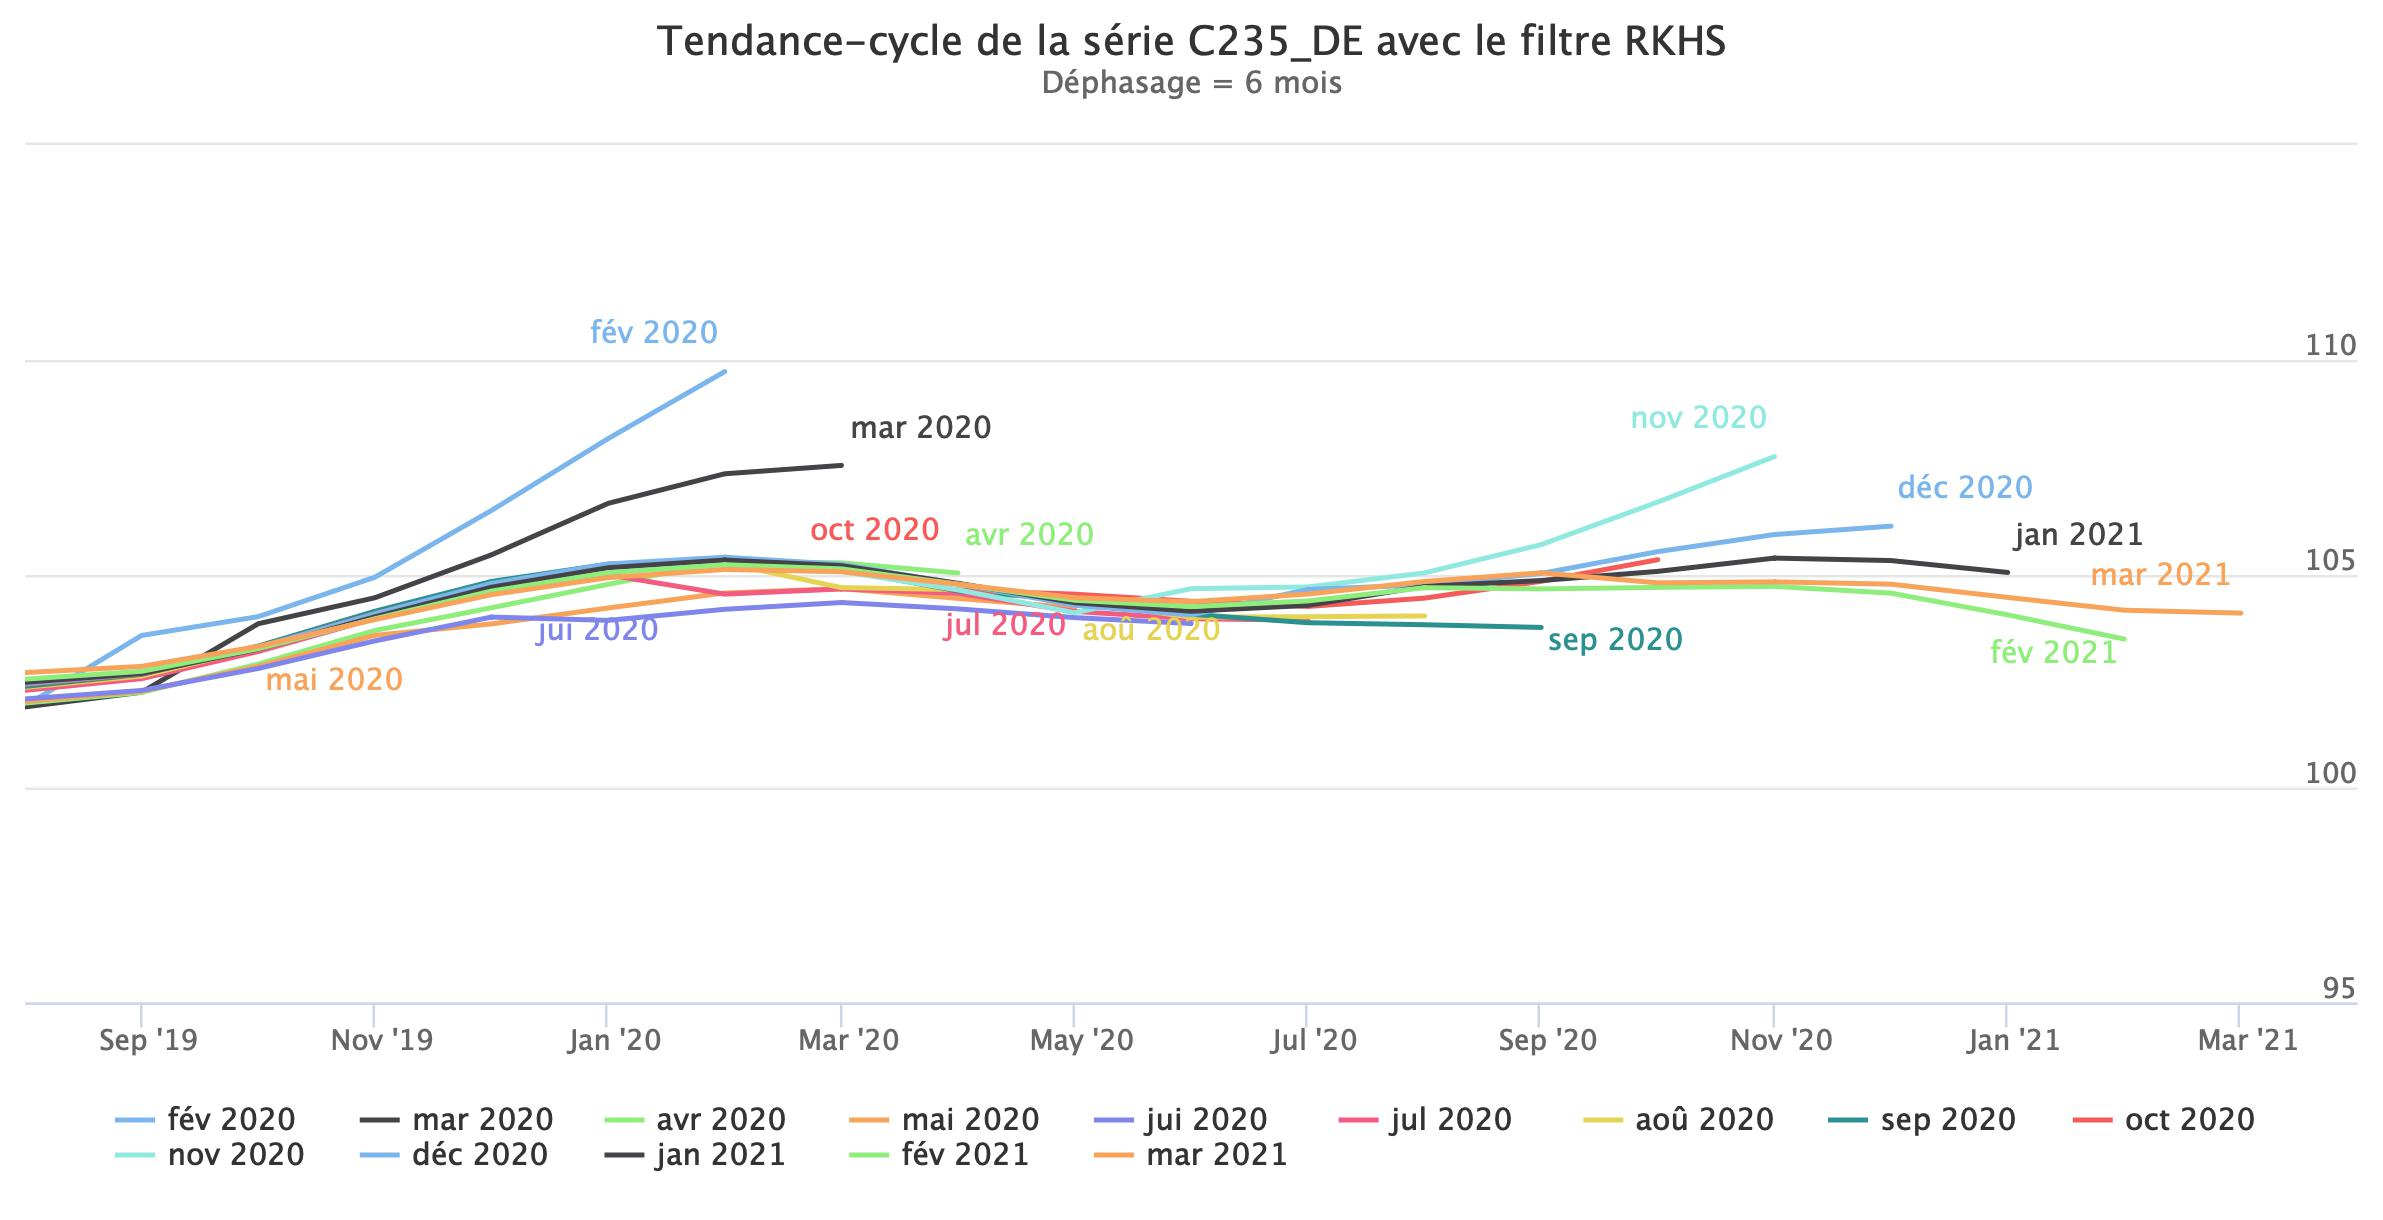 Tendance-cycle de la série C235_DE avec le filtre RKHS
Déphasage = 6 mois
fév 2020
110
mar 2020
nov 2020
déc 2020
oct 2020
avr 2020
jan 2021
105
mar 2021
jui 2020
jul 2020
aoû 2020
sep 2020
fév 2021
mai 2020
100
95
Sep '19 Nov '19 Jan '20 Mar '20 May '20 Jul '20 Sep '20 Nov '20 Jan '21 Mar '21
fév 2020 mar 2020 avr 2020 mai 2020 jui 2020 jul 2020 aoû 2020 sep 2020 oct 2020
nov 2020 déc 2020 jan 2021 fév 2021 mar 2021